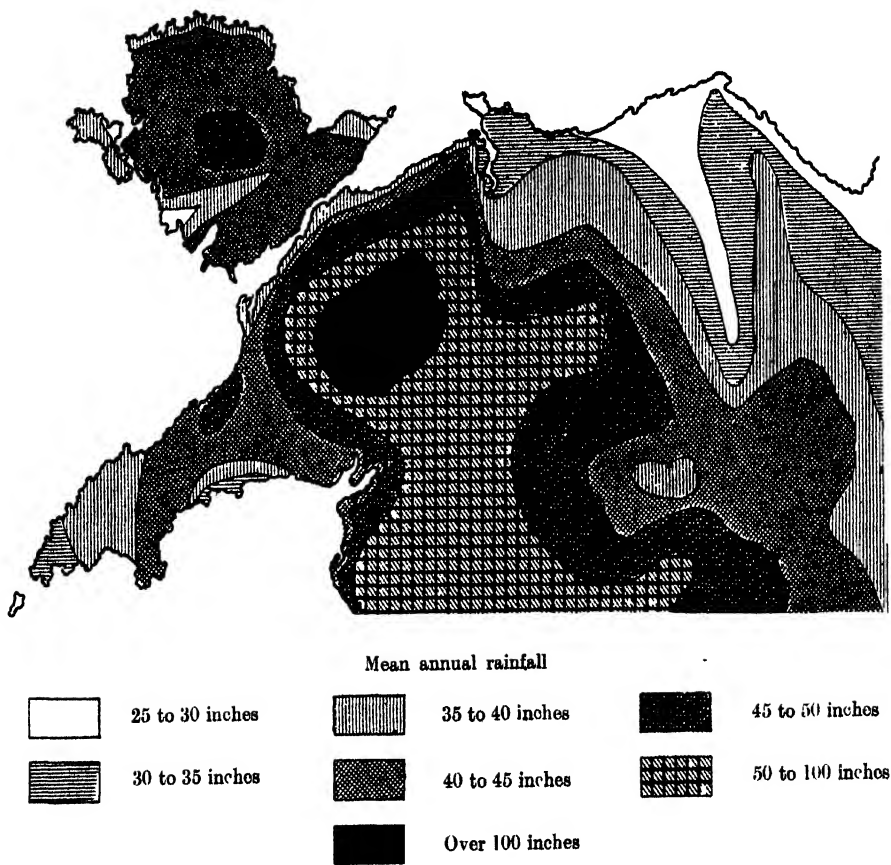 Mean annual rainfall
25 to 30 inches
35 to 40 inches
45 to 50 inches
30 to 35 inches
40 to 45 inches
50 to 100 inches
Over 100 inches